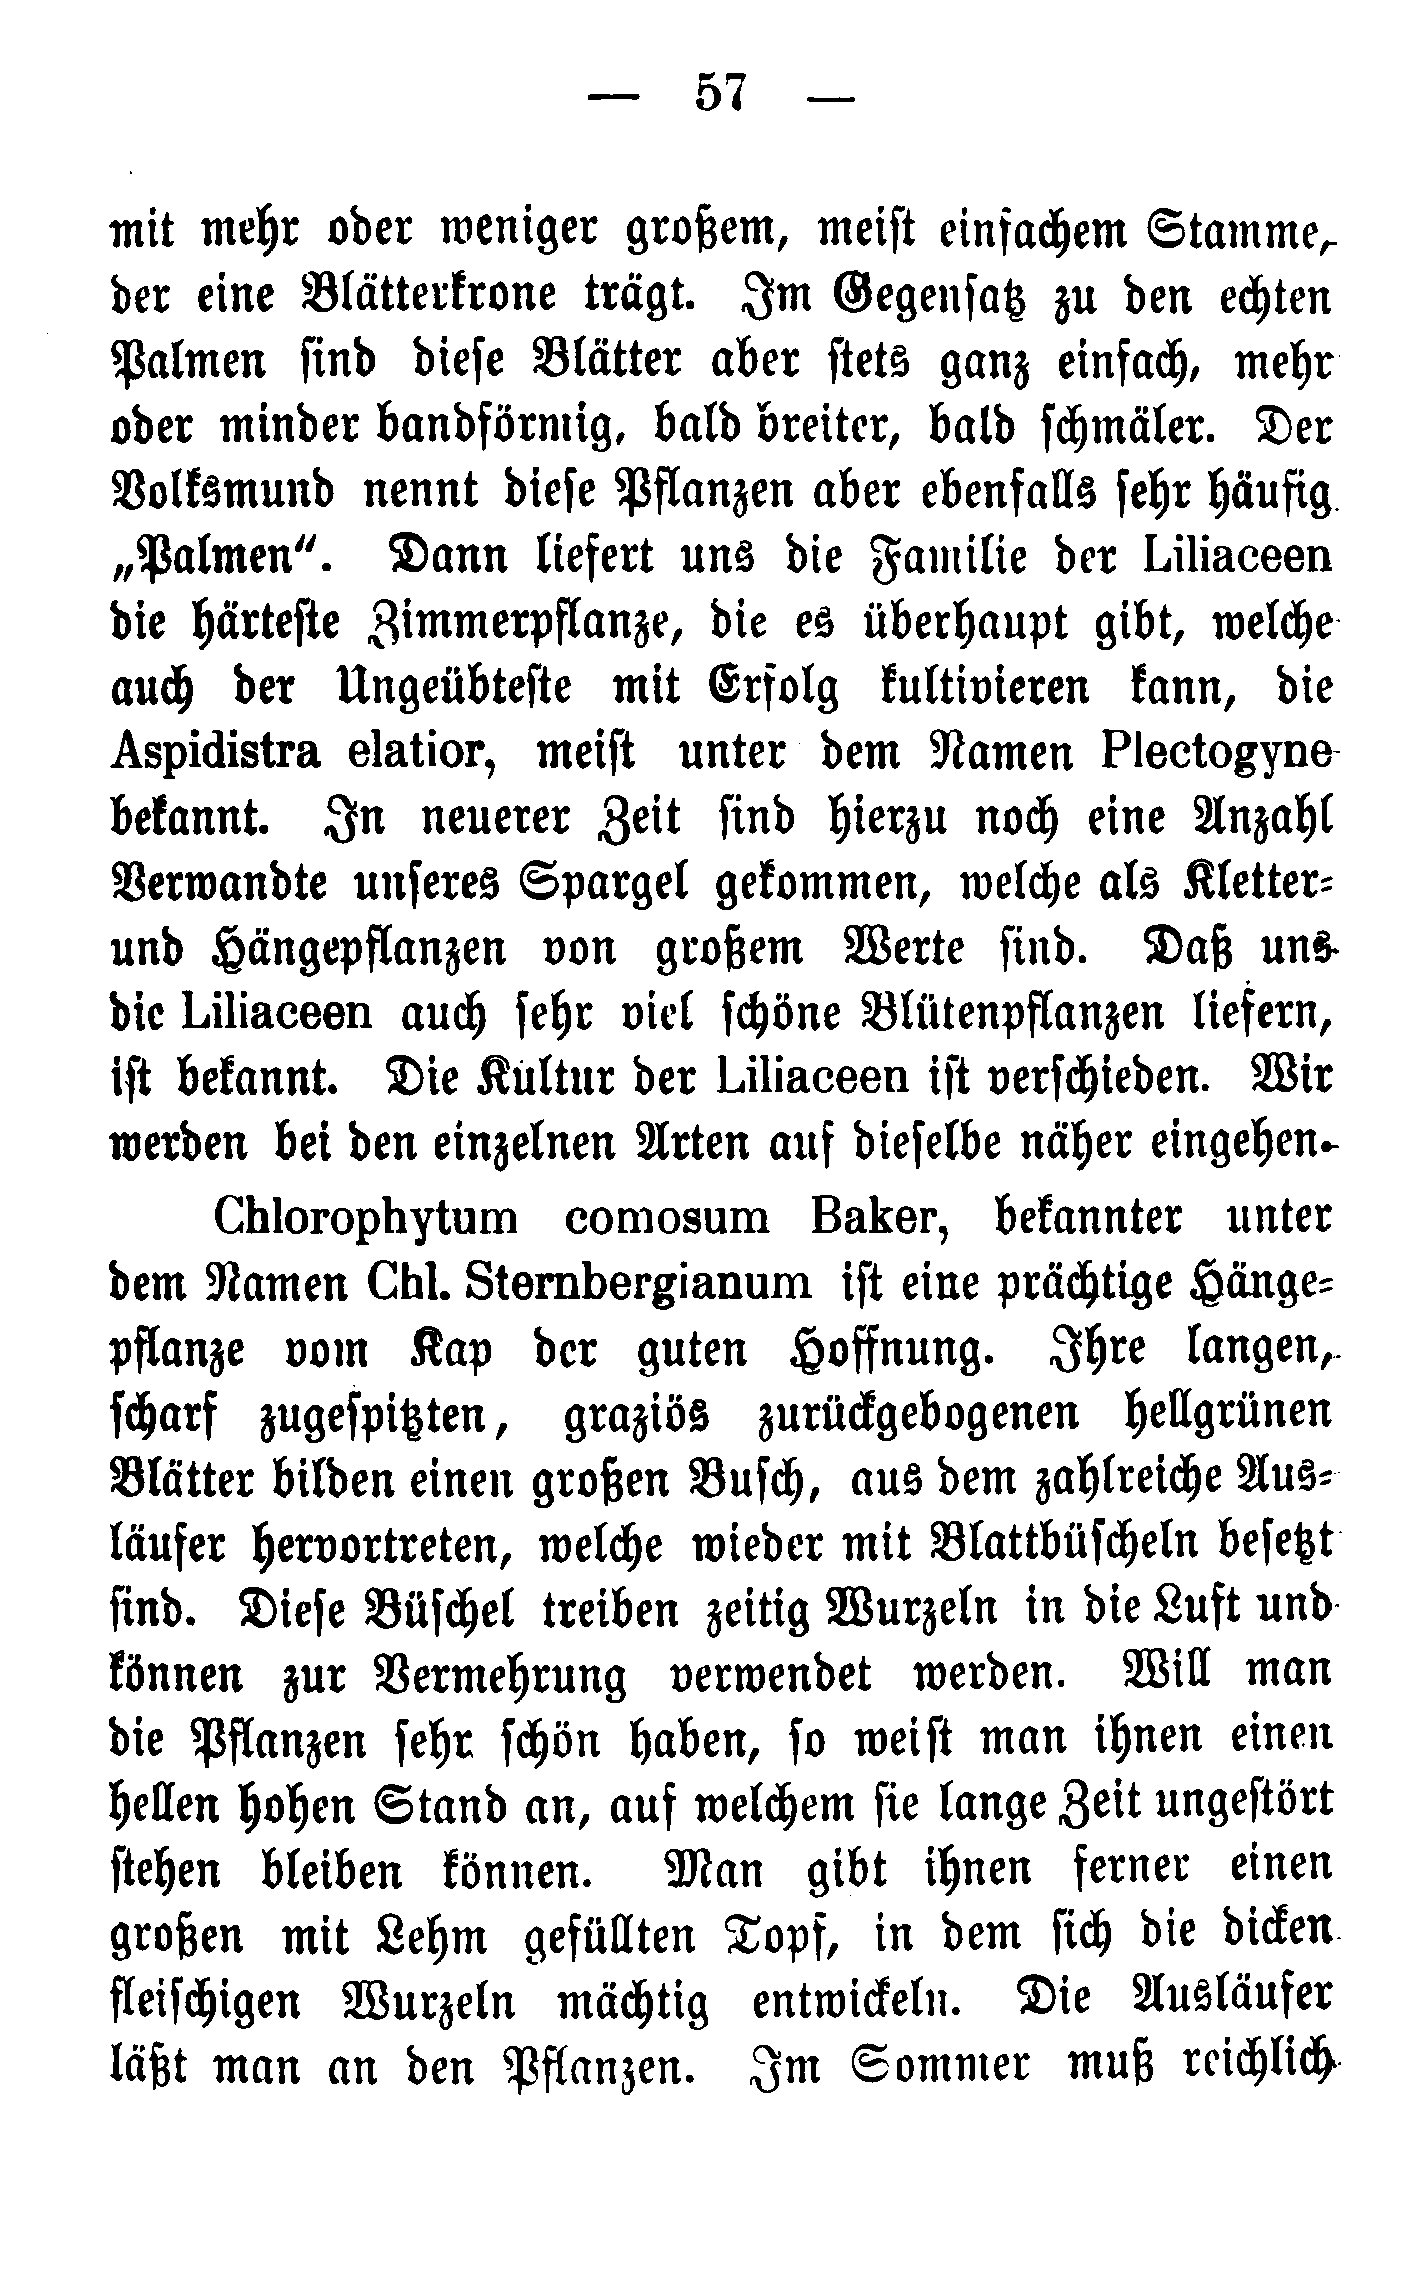 — 57 —
mit mehr oder weniger großem, meist einfachem Stamme,
der eine Blätterkrone trägt. Im Gegensatz zu den echten
Palmen sind diese Blätter aber stets ganz einfach, mehr
oder minder bandförmig, bald breiter, bald schmäler. Der
Volksmund nennt diese Pflanzen aber ebenfalls sehr häufig
„Palmen“. Dann liefert uns die Familie der Liliaceen
die härteste Zimmerpflanze, die es überhaupt gibt, welche
auch der Ungeübteste mit Erfolg kultivieren kann, die
Aspidistra elatior, meist unter dem Namen Plectogyne
bekannt. In neuerer Zeit sind hierzu noch eine Anzahl
Verwandte unseres Spargel gekommen, welche als Kletter-
und Hängepflanzen von großem Werte sind. Daß uns
die Liliaceen auch sehr viel schöne Blütenpflanzen liefern,
ist bekannt. Die Kultur der Liliaceen ist verschieden. Wir
werden bei den einzelnen Arten auf dieselbe näher eingehen.
Chlorophytum comosum Baker, bekannter unter
dem Namen Chl. Sternbergianum ist eine prächtige Hänge-
pflanze vom Kap der guten Hoffnung. Ihre langen,
scharf zugespitzten, graziös zurückgebogenen hellgrünen
Blätter bilden einen großen Busch, aus dem zahlreiche Aus-
läufer hervortreten, welche wieder mit Blattbüscheln besetzt
sind. Diese Büschel treiben zeitig Wurzeln in die Luft und
können zur Vermehrung verwendet werden. Will man
die Pflanzen sehr schön haben, so weist man ihnen einen
hellen hohen Stand an, auf welchem sie lange Zeit ungestört
stehen bleiben können. Man gibt ihnen ferner einen
großen mit Lehm gefüllten Topf, in dem sich die dicken
fleischigen Wurzeln mächtig entwickeln. Die Ausläufer
läßt man an den Pflanzen. Im Sommer muß reichlich